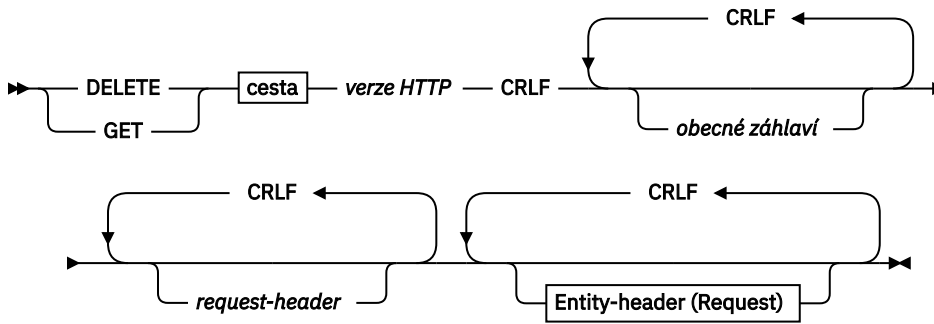 CRLF
DELETE cesta verze HTTP CRLF
GET obecné záhlaví
CRLF CRLF
request-header Entity-header (Request)